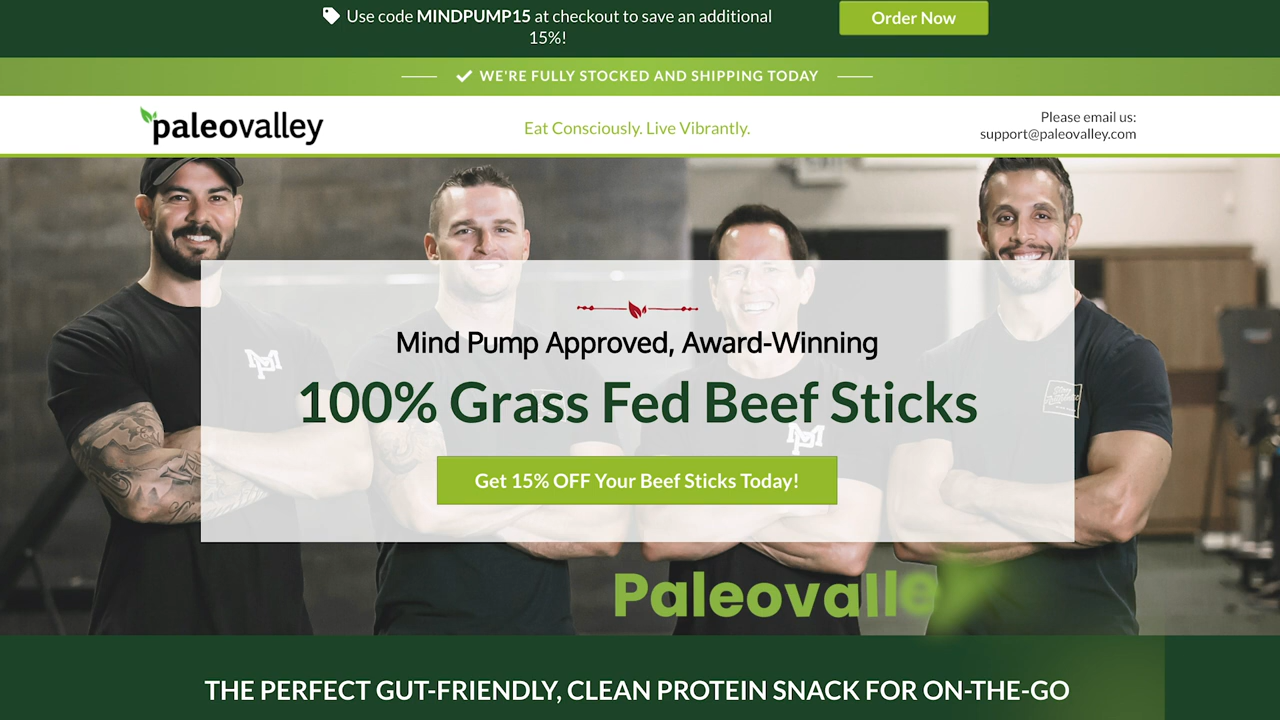 Use code MINDPUMP15 at checkout to save an additional
15%!
Order Now
WE'RE FULLY STOCKED AND SHIPPING TODAY
paleovalley
Eat Consciously. Live Vibrantly.
Please email us:
support@paleovalley.com
Mind Pump Approved, Award-Winning
100% Grass Fed Beef Sticks
Get 15% OFF Your Beef Sticks Today!
Paleovalley
THE PERFECT GUT-FRIENDLY, CLEAN PROTEIN SNACK FOR ON-THE-GO